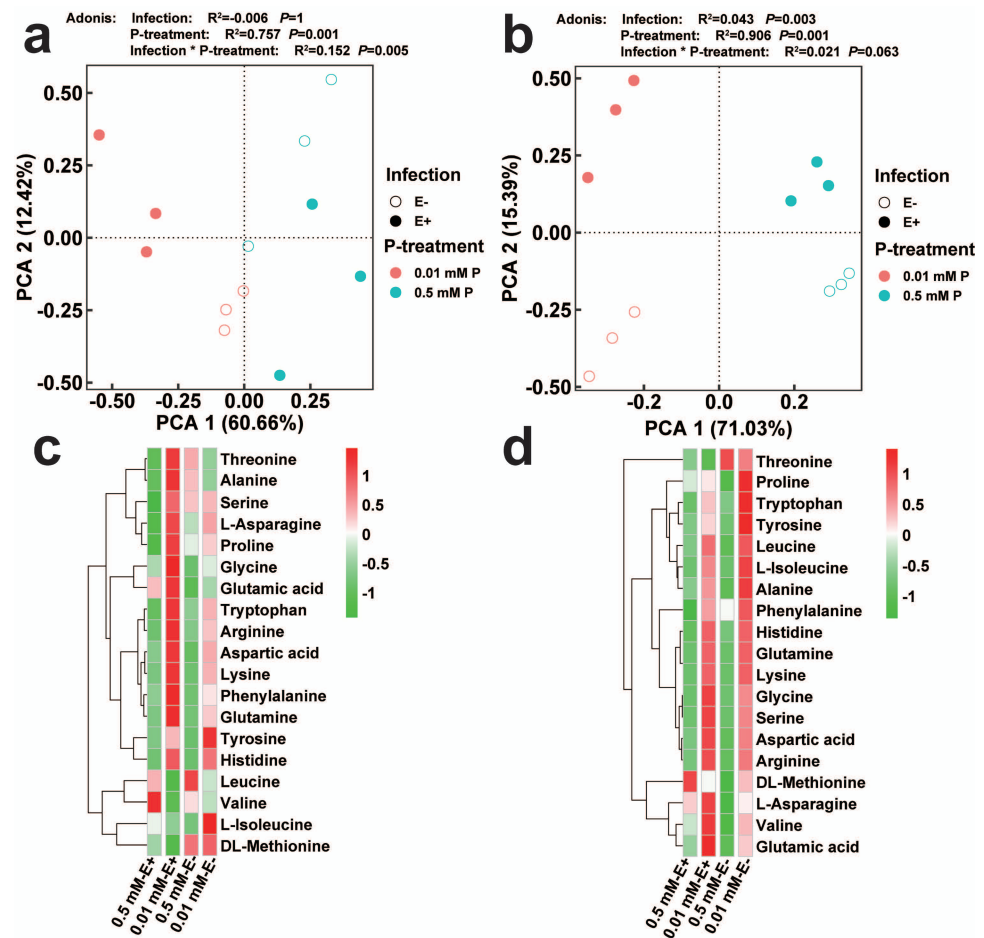 a
Adonis: Infection: R²=-0.006 P=1
P-treatment: R²=0.757 P=0.001
Infection * P-treatment: R²=0.152 P=0.005
0.50
0.25
0.00
-0.25
-0.50
PCA 2 (12.42%)
-0.50 -0.25 0.00 0.25
PCA 1 (60.66%)
Infection
E-
E+
P-treatment
0.01 mM P
0.5 mM P
b
Adonis: Infection: R²=0.043 P=0.003
P-treatment: R²=0.906 P=0.001
Infection * P-treatment: R²=0.021 P=0.063
0.50
0.25
0.00
-0.25
-0.50
PCA 2 (15.39%)
-0.2 0.0 0.2
PCA 1 (71.03%)
Infection
E-
E+
P-treatment
0.01 mM P
0.5 mM P
c
Threonine
Alanine
Serine
L-Asparagine
Proline
Glycine
Glutamic acid
Tryptophan
Arginine
Aspartic acid
Lysine
Phenylalanine
Glutamine
Tyrosine
Histidine
Leucine
Valine
L-Isoleucine
DL-Methionine
1
0.5
0
-0.5
-1
0.5 mM-E+
0.01 mM-E+
0.5 mM-E-
0.01 mM-E-
d
Threonine
Proline
Tryptophan
Tyrosine
Leucine
L-Isoleucine
Alanine
Phenylalanine
Histidine
Glutamine
Lysine
Glycine
Serine
Aspartic acid
Arginine
DL-Methionine
L-Asparagine
Valine
Glutamic acid
1
0.5
0
-0.5
-1
0.5 mM-E+
0.01 mM-E+
0.5 mM-E-
0.01 mM-E-